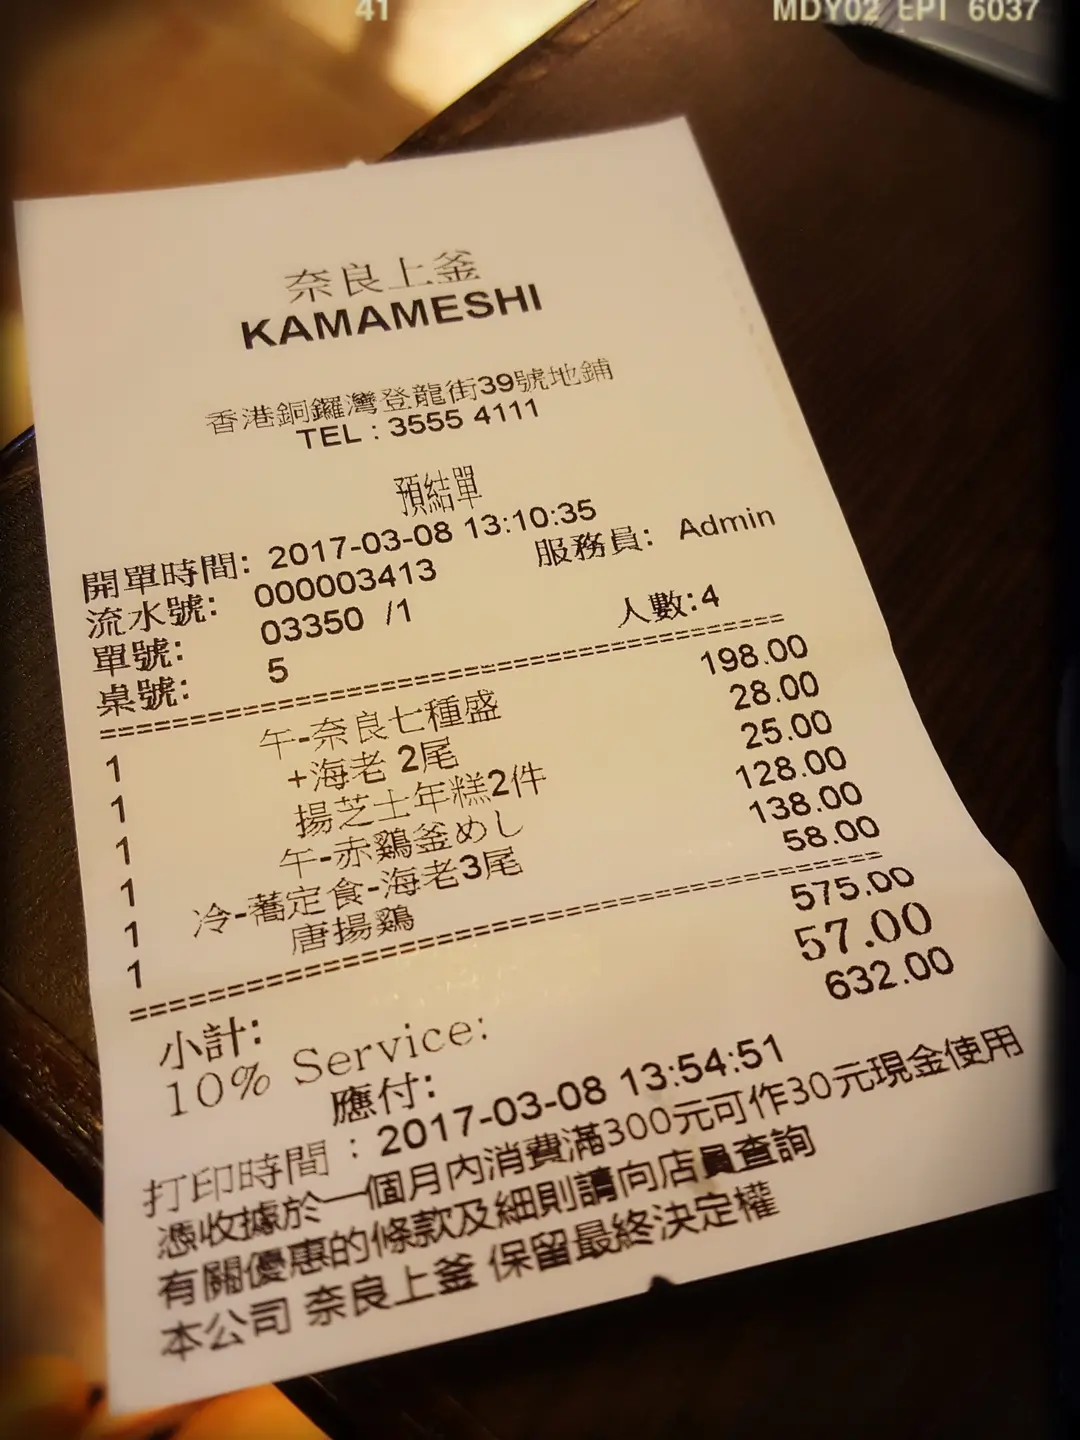 41
MDY02 EPI 6037
奈良上釜
KAMAMESHI
香港銅鑼灣登龍街39號地鋪
TEL : 3555 4111
預結單
開單時間: 2017-03-08 13:10:35
流水號: 000003413 服務員: Admin
單號: 03350 /1
桌號: 5 人數:4
1 午-奈良七種盛 198.00
1 +海老 2尾 28.00
1 揚芝士年糕2件 25.00
1 午-赤鷄釜めし 128.00
1 冷-蕎定食-海老3尾 138.00
1 唐揚鷄 58.00
小計: 575.00
10% Service: 57.00
應付: 632.00
打印時間 : 2017-03-08 13:54:51
憑收據於一個月內消費滿300元可作30元現金使用
有關優惠的條款及細則請向店員查詢
本公司 奈良上釜 保留最終決定權